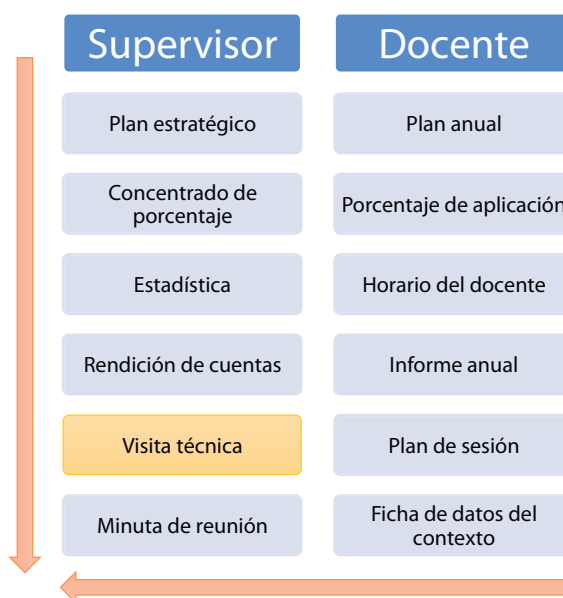 Supervisor
Docente
Plan estratégico
Plan anual
Concentrado de
porcentaje
Porcentaje de aplicación
Estadística
Horario del docente
Rendición de cuentas
Informe anual
Visita técnica
Plan de sesión
Minuta de reunión
Ficha de datos del
contexto